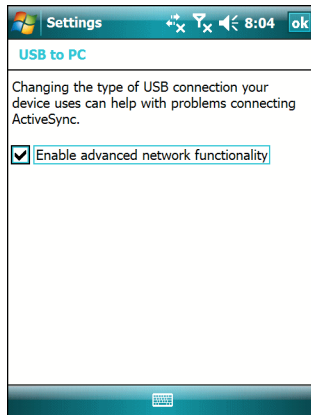 Settings 8:04 ok
USB to PC
Changing the type of USB connection your
device uses can help with problems connecting
ActiveSync.
Enable advanced network functionality